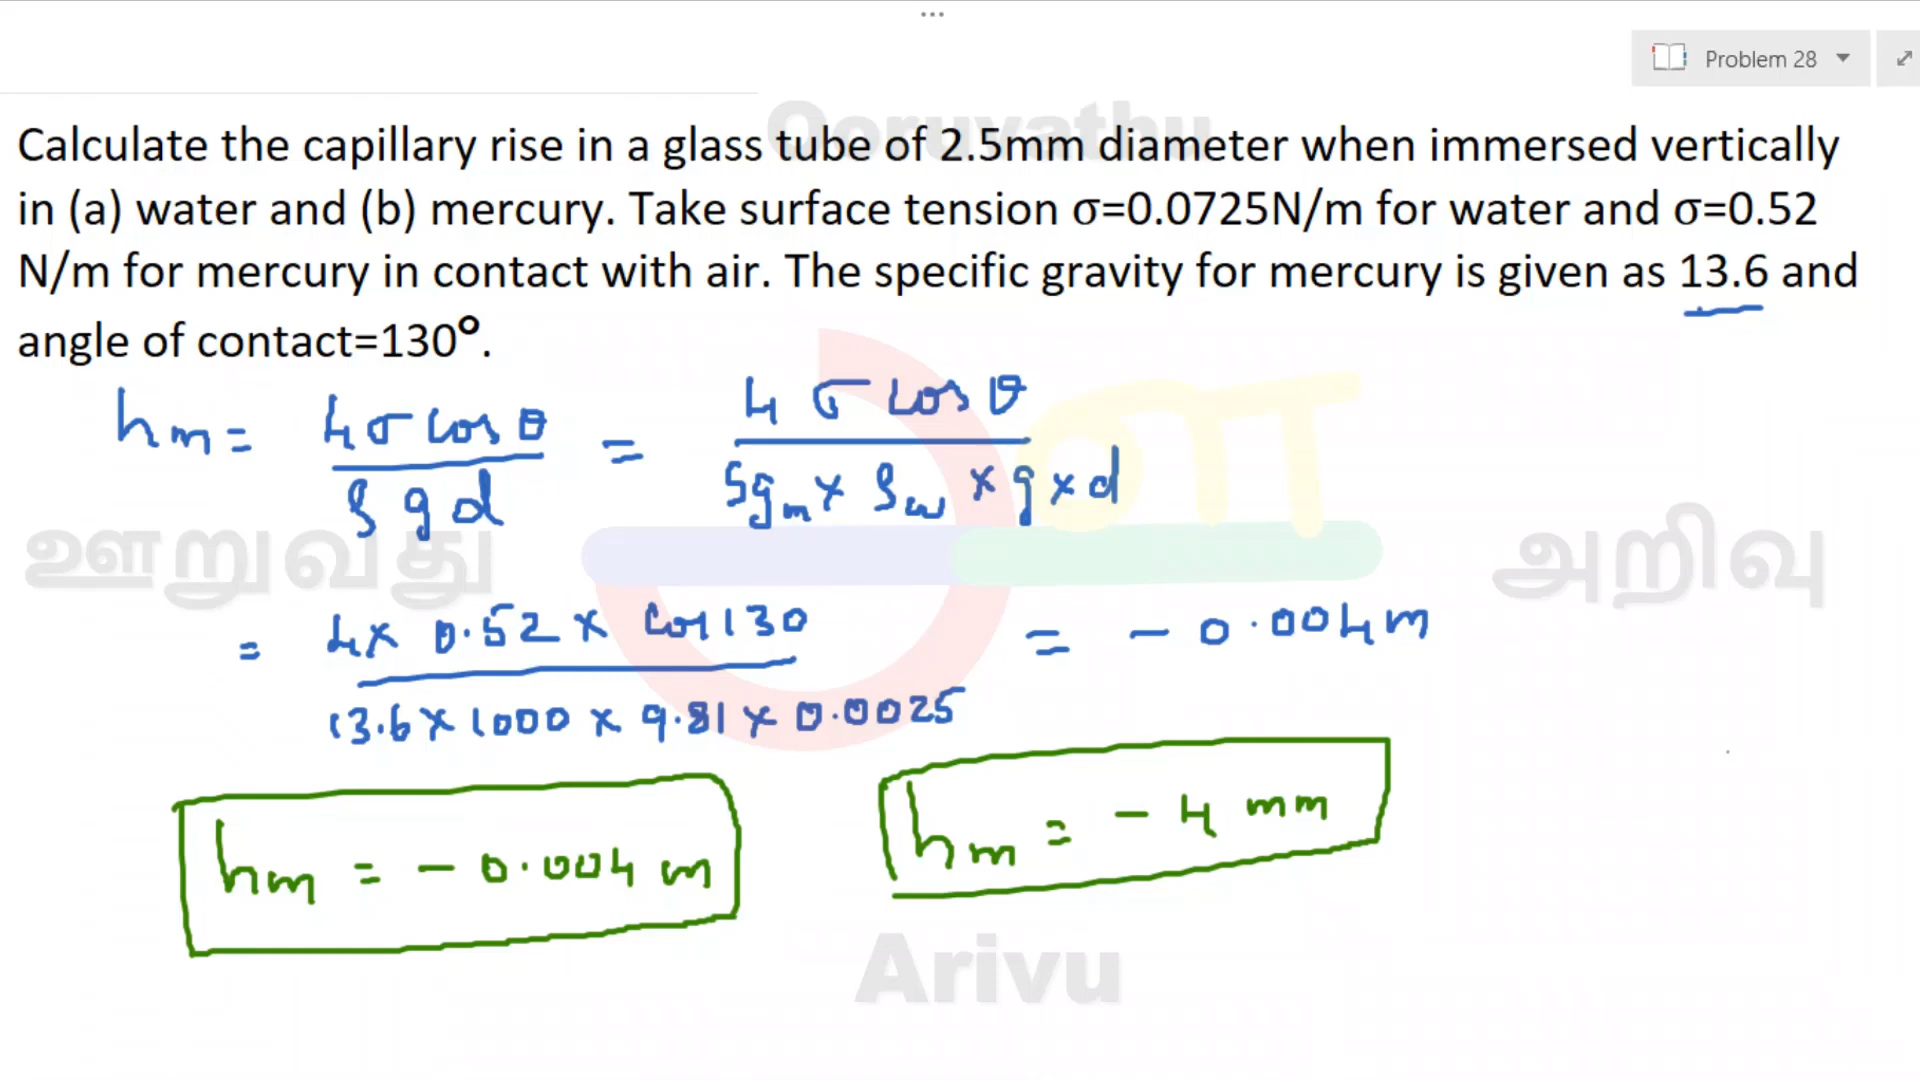 ...
Problem 28
Ooruvathu
Calculate the capillary rise in a glass tube of 2.5mm diameter when immersed vertically
in (a) water and (b) mercury. Take surface tension σ=0.0725N/m for water and σ=0.52
N/m for mercury in contact with air. The specific gravity for mercury is given as 13.6 and
angle of contact=130°.
hm = 4σ cos θ / ρ g d = 4 σ cos θ / Sgm × ρw × g × d
ஊறுவது அறிவு
= 4 × 0.52 × Cos 130 / 13.6 × 1000 × 9.81 × 0.0025 = - 0.004 m
hm = - 0.004 m
hm = - 4 mm
Arivu